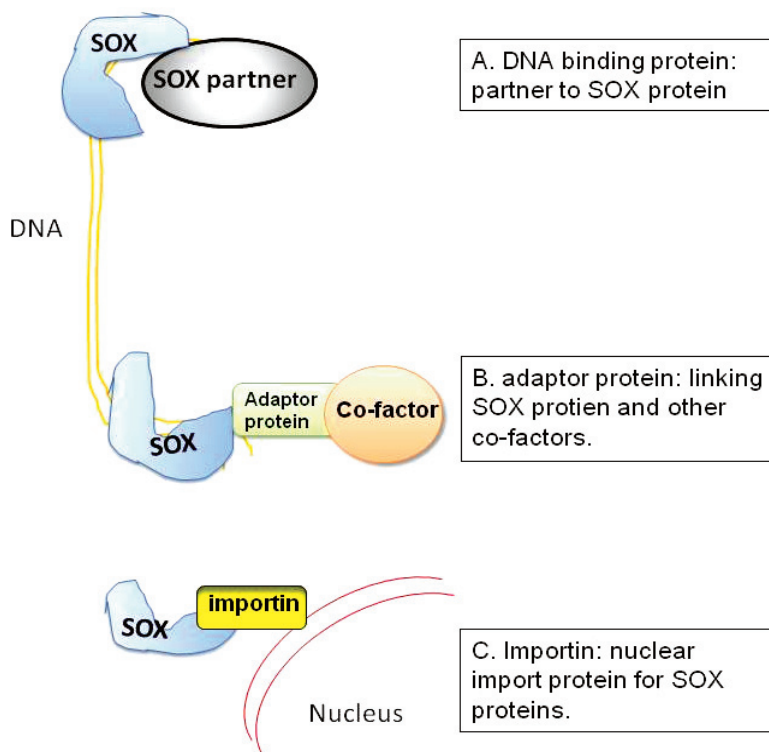 SOX
SOX partner
A. DNA binding protein:
partner to SOX protein
DNA
Adaptor
protein
Co-factor
SOX
B. adaptor protein: linking
SOX protien and other
co-factors.
importin
SOX
Nucleus
C. Importin: nuclear
import protein for SOX
proteins.